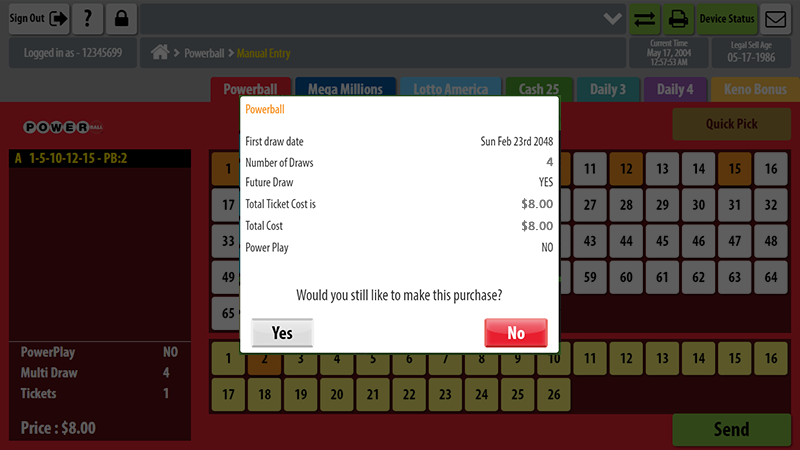 Sign Out ?
Device Status
Logged in as - 12345699
Powerball > Manual Entry
Current Time
May 17, 2004
12:57:53 AM
Legal Sell Age
05-17-1986
Powerball Mega Millions Lotto America Cash 25 Daily 3 Daily 4 Keno Bonus
POWERBALL
Quick Pick
A 1-5-10-12-15 - PB:2
Powerball
First draw date Sun Feb 23rd 2048
Number of Draws 4
Future Draw YES
Total Ticket Cost is $8.00
Total Cost $8.00
Power Play NO
Would you still like to make this purchase?
Yes No
1 11 12 13 14 15 16
17 27 28 29 30 31 32
33 43 44 45 46 47 48
49 59 60 61 62 63 64
65
PowerPlay NO
Multi Draw 4
Tickets 1
Price : $8.00
1 2 3 4 5 6 7 8 9 10 11 12 13 14 15 16
17 18 19 20 21 22 23 24 25 26
Send